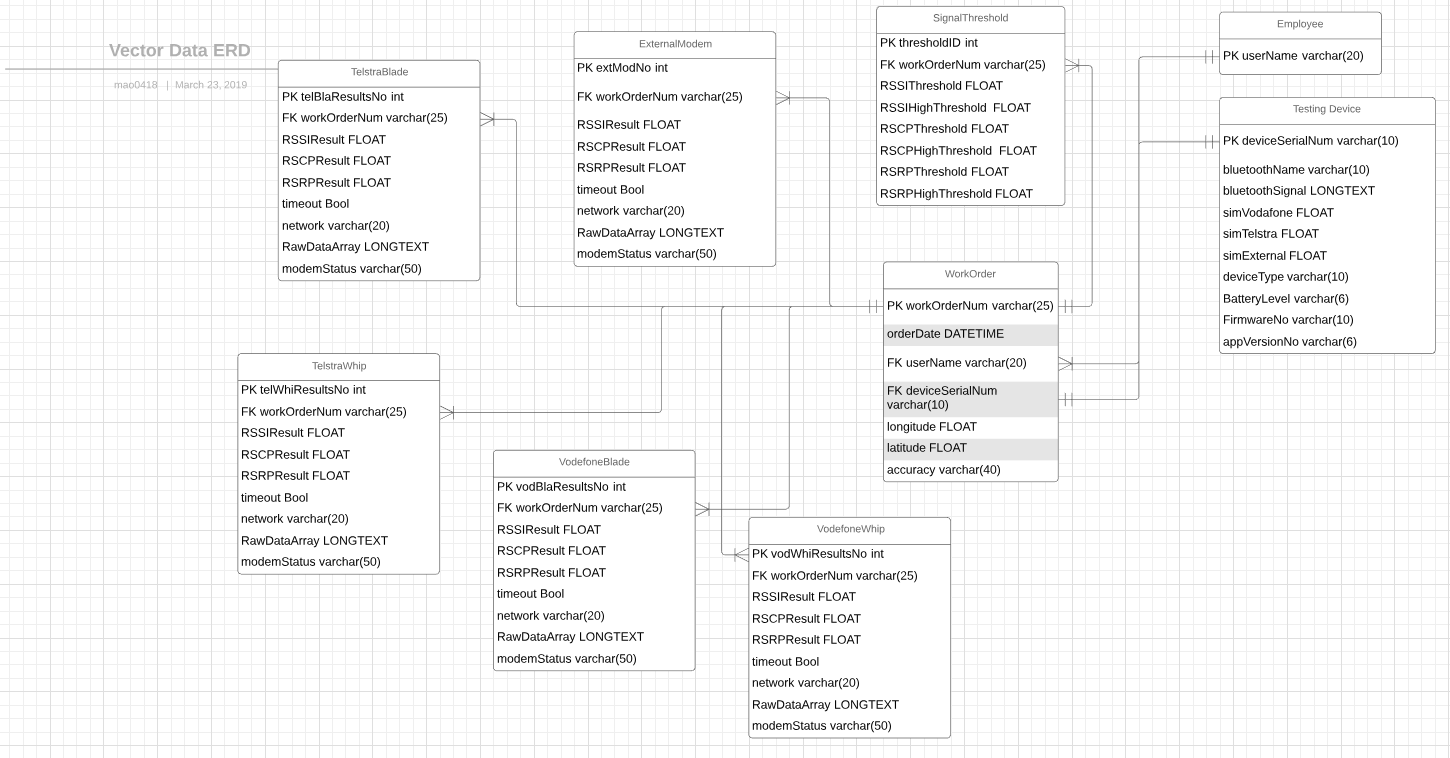 Vector Data ERD
mao0418 | March 23, 2019
TelstraBlade
PK telBlaResultsNo int
FK workOrderNum varchar(25)
RSSIResult FLOAT
RSCPResult FLOAT
RSRPResult FLOAT
timeout Bool
network varchar(20)
RawDataArray LONGTEXT
modemStatus varchar(50)
ExternalModem
PK extModNo int
FK workOrderNum varchar(25)
RSSIResult FLOAT
RSCPResult FLOAT
RSRPResult FLOAT
timeout Bool
network varchar(20)
RawDataArray LONGTEXT
modemStatus varchar(50)
SignalThreshold
PK thresholdID int
FK workOrderNum varchar(25)
RSSIThreshold FLOAT
RSSIHighThreshold FLOAT
RSCPThreshold FLOAT
RSCPHighThreshold FLOAT
RSRPThreshold FLOAT
RSRPHighThreshold FLOAT
Employee
PK userName varchar(20)
Testing Device
PK deviceSerialNum varchar(10)
bluetoothName varchar(10)
bluetoothSignal LONGTEXT
simVodafone FLOAT
simTelstra FLOAT
simExternal FLOAT
deviceType varchar(10)
BatteryLevel varchar(6)
FirmwareNo varchar(10)
appVersionNo varchar(6)
WorkOrder
PK workOrderNum varchar(25)
orderDate DATETIME
FK userName varchar(20)
FK deviceSerialNum
varchar(10)
longitude FLOAT
latitude FLOAT
accuracy varchar(40)
TelstraWhip
PK telWhiResultsNo int
FK workOrderNum varchar(25)
RSSIResult FLOAT
RSCPResult FLOAT
RSRPResult FLOAT
timeout Bool
network varchar(20)
RawDataArray LONGTEXT
modemStatus varchar(50)
VodefoneBlade
PK vodBlaResultsNo int
FK workOrderNum varchar(25)
RSSIResult FLOAT
RSCPResult FLOAT
RSRPResult FLOAT
timeout Bool
network varchar(20)
RawDataArray LONGTEXT
modemStatus varchar(50)
VodefoneWhip
PK vodWhiResultsNo int
FK workOrderNum varchar(25)
RSSIResult FLOAT
RSCPResult FLOAT
RSRPResult FLOAT
timeout Bool
network varchar(20)
RawDataArray LONGTEXT
modemStatus varchar(50)